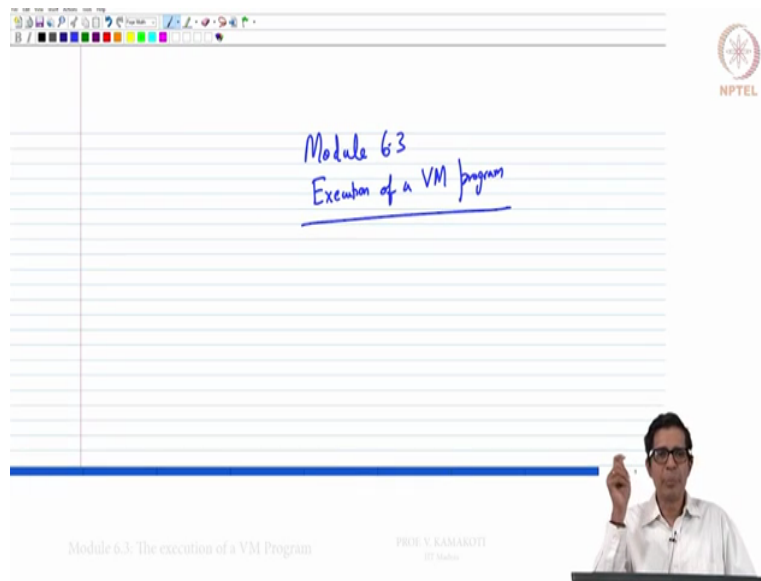 B I
NPTEL
Module 6.3
Execution of a VM program
Module 6.3: The execution of a VM Program
PROF. V. KAMAKOTI
IIT Madras